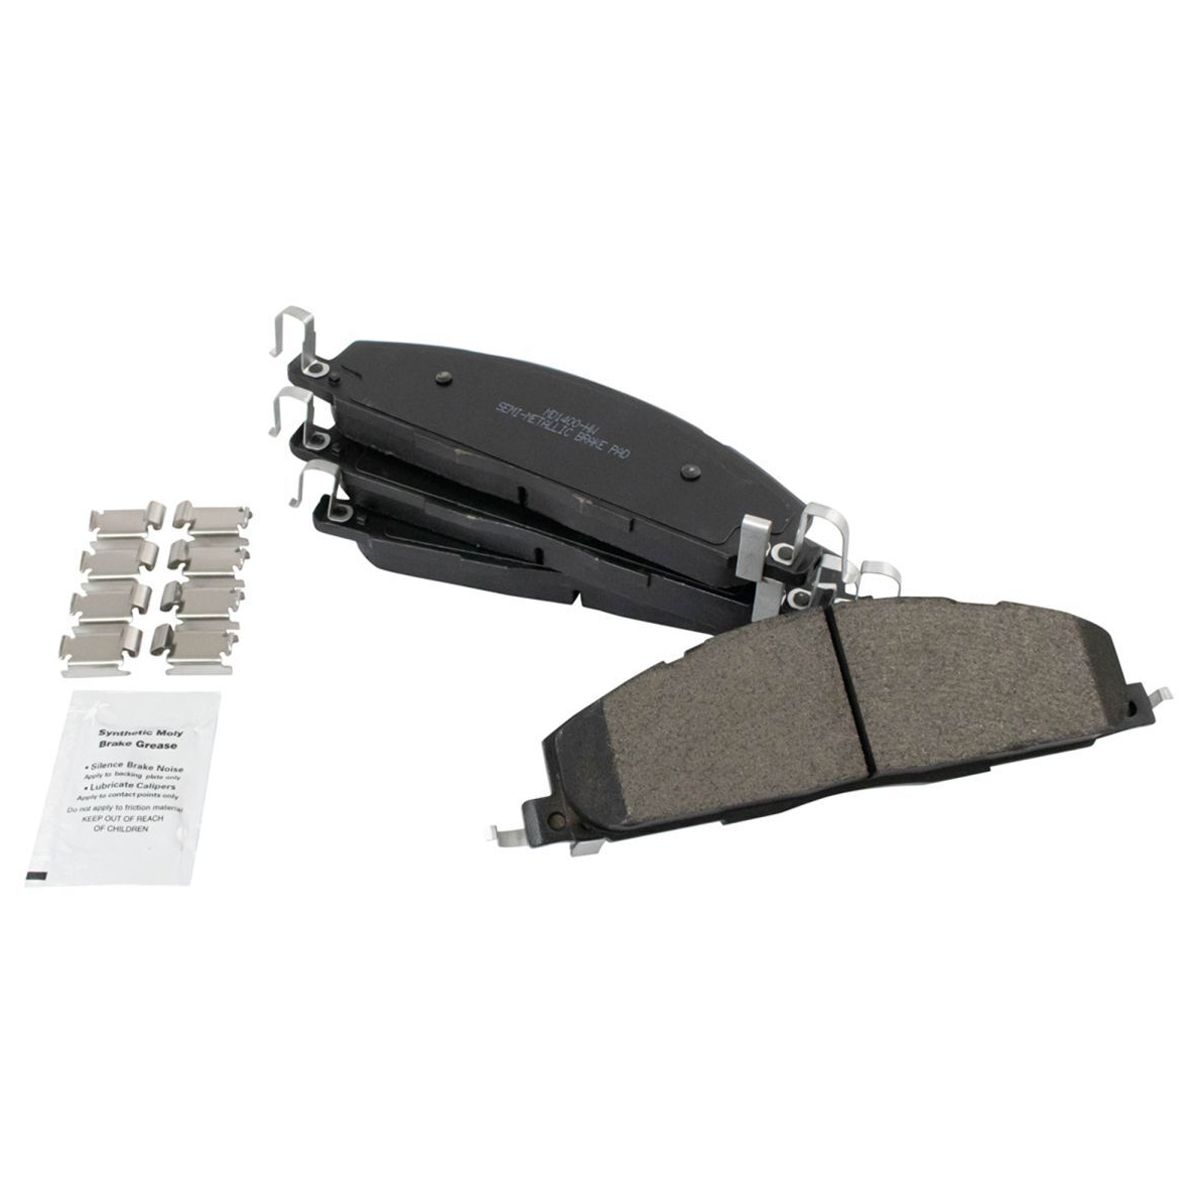 MD1400-HW
SEMI-METALLIC BRAKE PAD
Synthetic Moly
Brake Grease
• Silence Brake Noise
Apply to backing plate only
• Lubricate Calipers
Apply to contact points only
Do not apply to friction material
KEEP OUT OF REACH
OF CHILDREN